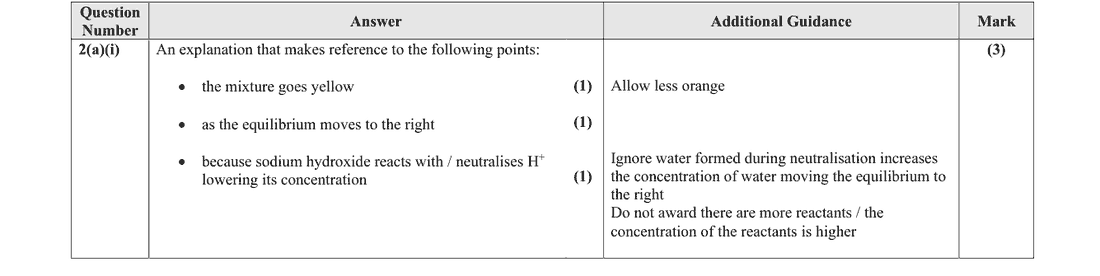 Question Number Answer Additional Guidance Mark
2(a)(i) An explanation that makes reference to the following points: (3)
• the mixture goes yellow (1) Allow less orange
• as the equilibrium moves to the right (1)
• because sodium hydroxide reacts with / neutralises H⁺
lowering its concentration (1)
Ignore water formed during neutralisation increases
the concentration of water moving the equilibrium to
the right
Do not award there are more reactants / the
concentration of the reactants is higher